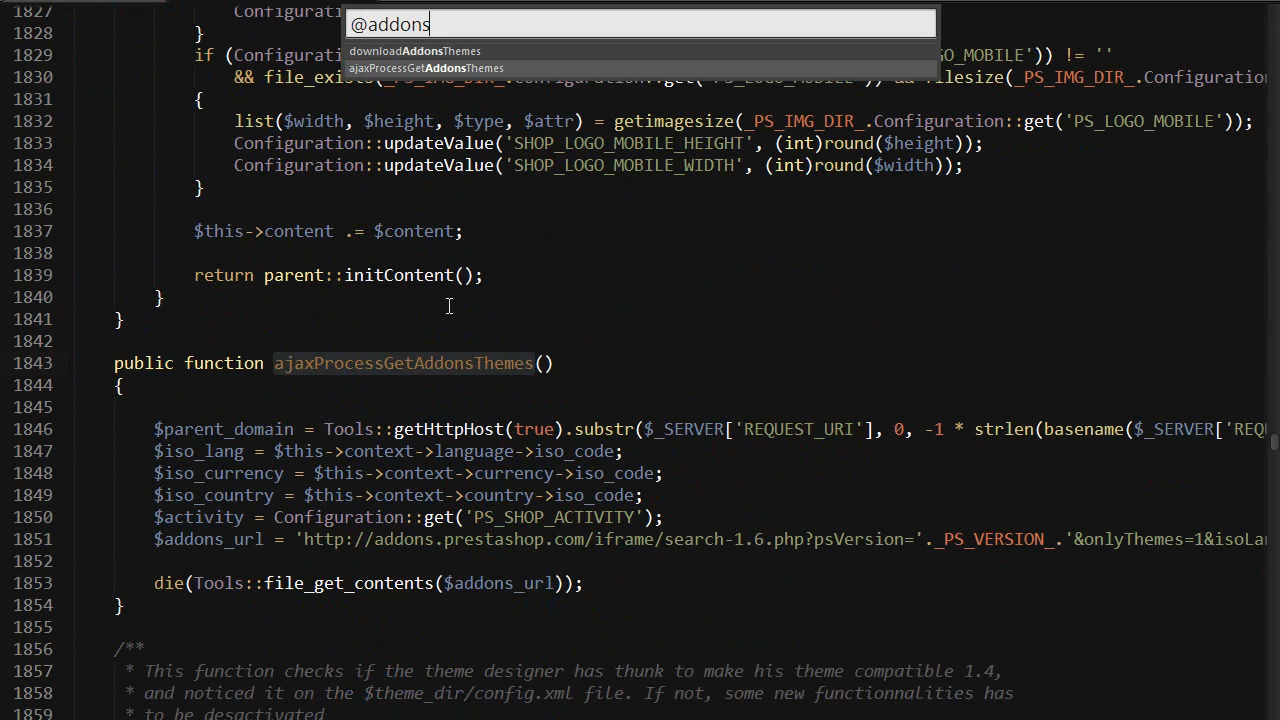 @addons
downloadAddonsThemes
ajaxProcessGetAddonsThemes
1827
1828 }
1829 if (Configurati GO_MOBILE')) != ''
1830 && file_exist
1831 {
1832 list($width, $height, $type, $attr) = getimagesize(_PS_IMG_DIR_.Configuration::get('PS_LOGO_MOBILE'));
1833 Configuration::updateValue('SHOP_LOGO_MOBILE_HEIGHT', (int)round($height));
1834 Configuration::updateValue('SHOP_LOGO_MOBILE_WIDTH', (int)round($width));
1835 }
1836
1837 $this->content .= $content;
1838
1839 return parent::initContent();
1840 }
1841 }
1842
1843 public function ajaxProcessGetAddonsThemes()
1844 {
1845
1846 $parent_domain = Tools::getHttpHost(true).substr($_SERVER['REQUEST_URI'], 0, -1 * strlen(basename($_SERVER['REQ
1847 $iso_lang = $this->context->language->iso_code;
1848 $iso_currency = $this->context->currency->iso_code;
1849 $iso_country = $this->context->country->iso_code;
1850 $activity = Configuration::get('PS_SHOP_ACTIVITY');
1851 $addons_url = 'http://addons.prestashop.com/iframe/search-1.6.php?psVersion='._PS_VERSION_.'&onlyThemes=1&isoLa
1852
1853 die(Tools::file_get_contents($addons_url));
1854 }
1855
1856 /**
1857 * This function checks if the theme designer has thunk to make his theme compatible 1.4,
1858 * and noticed it on the $theme_dir/config.xml file. If not, some new functionnalities has
1859 * to be desactivated